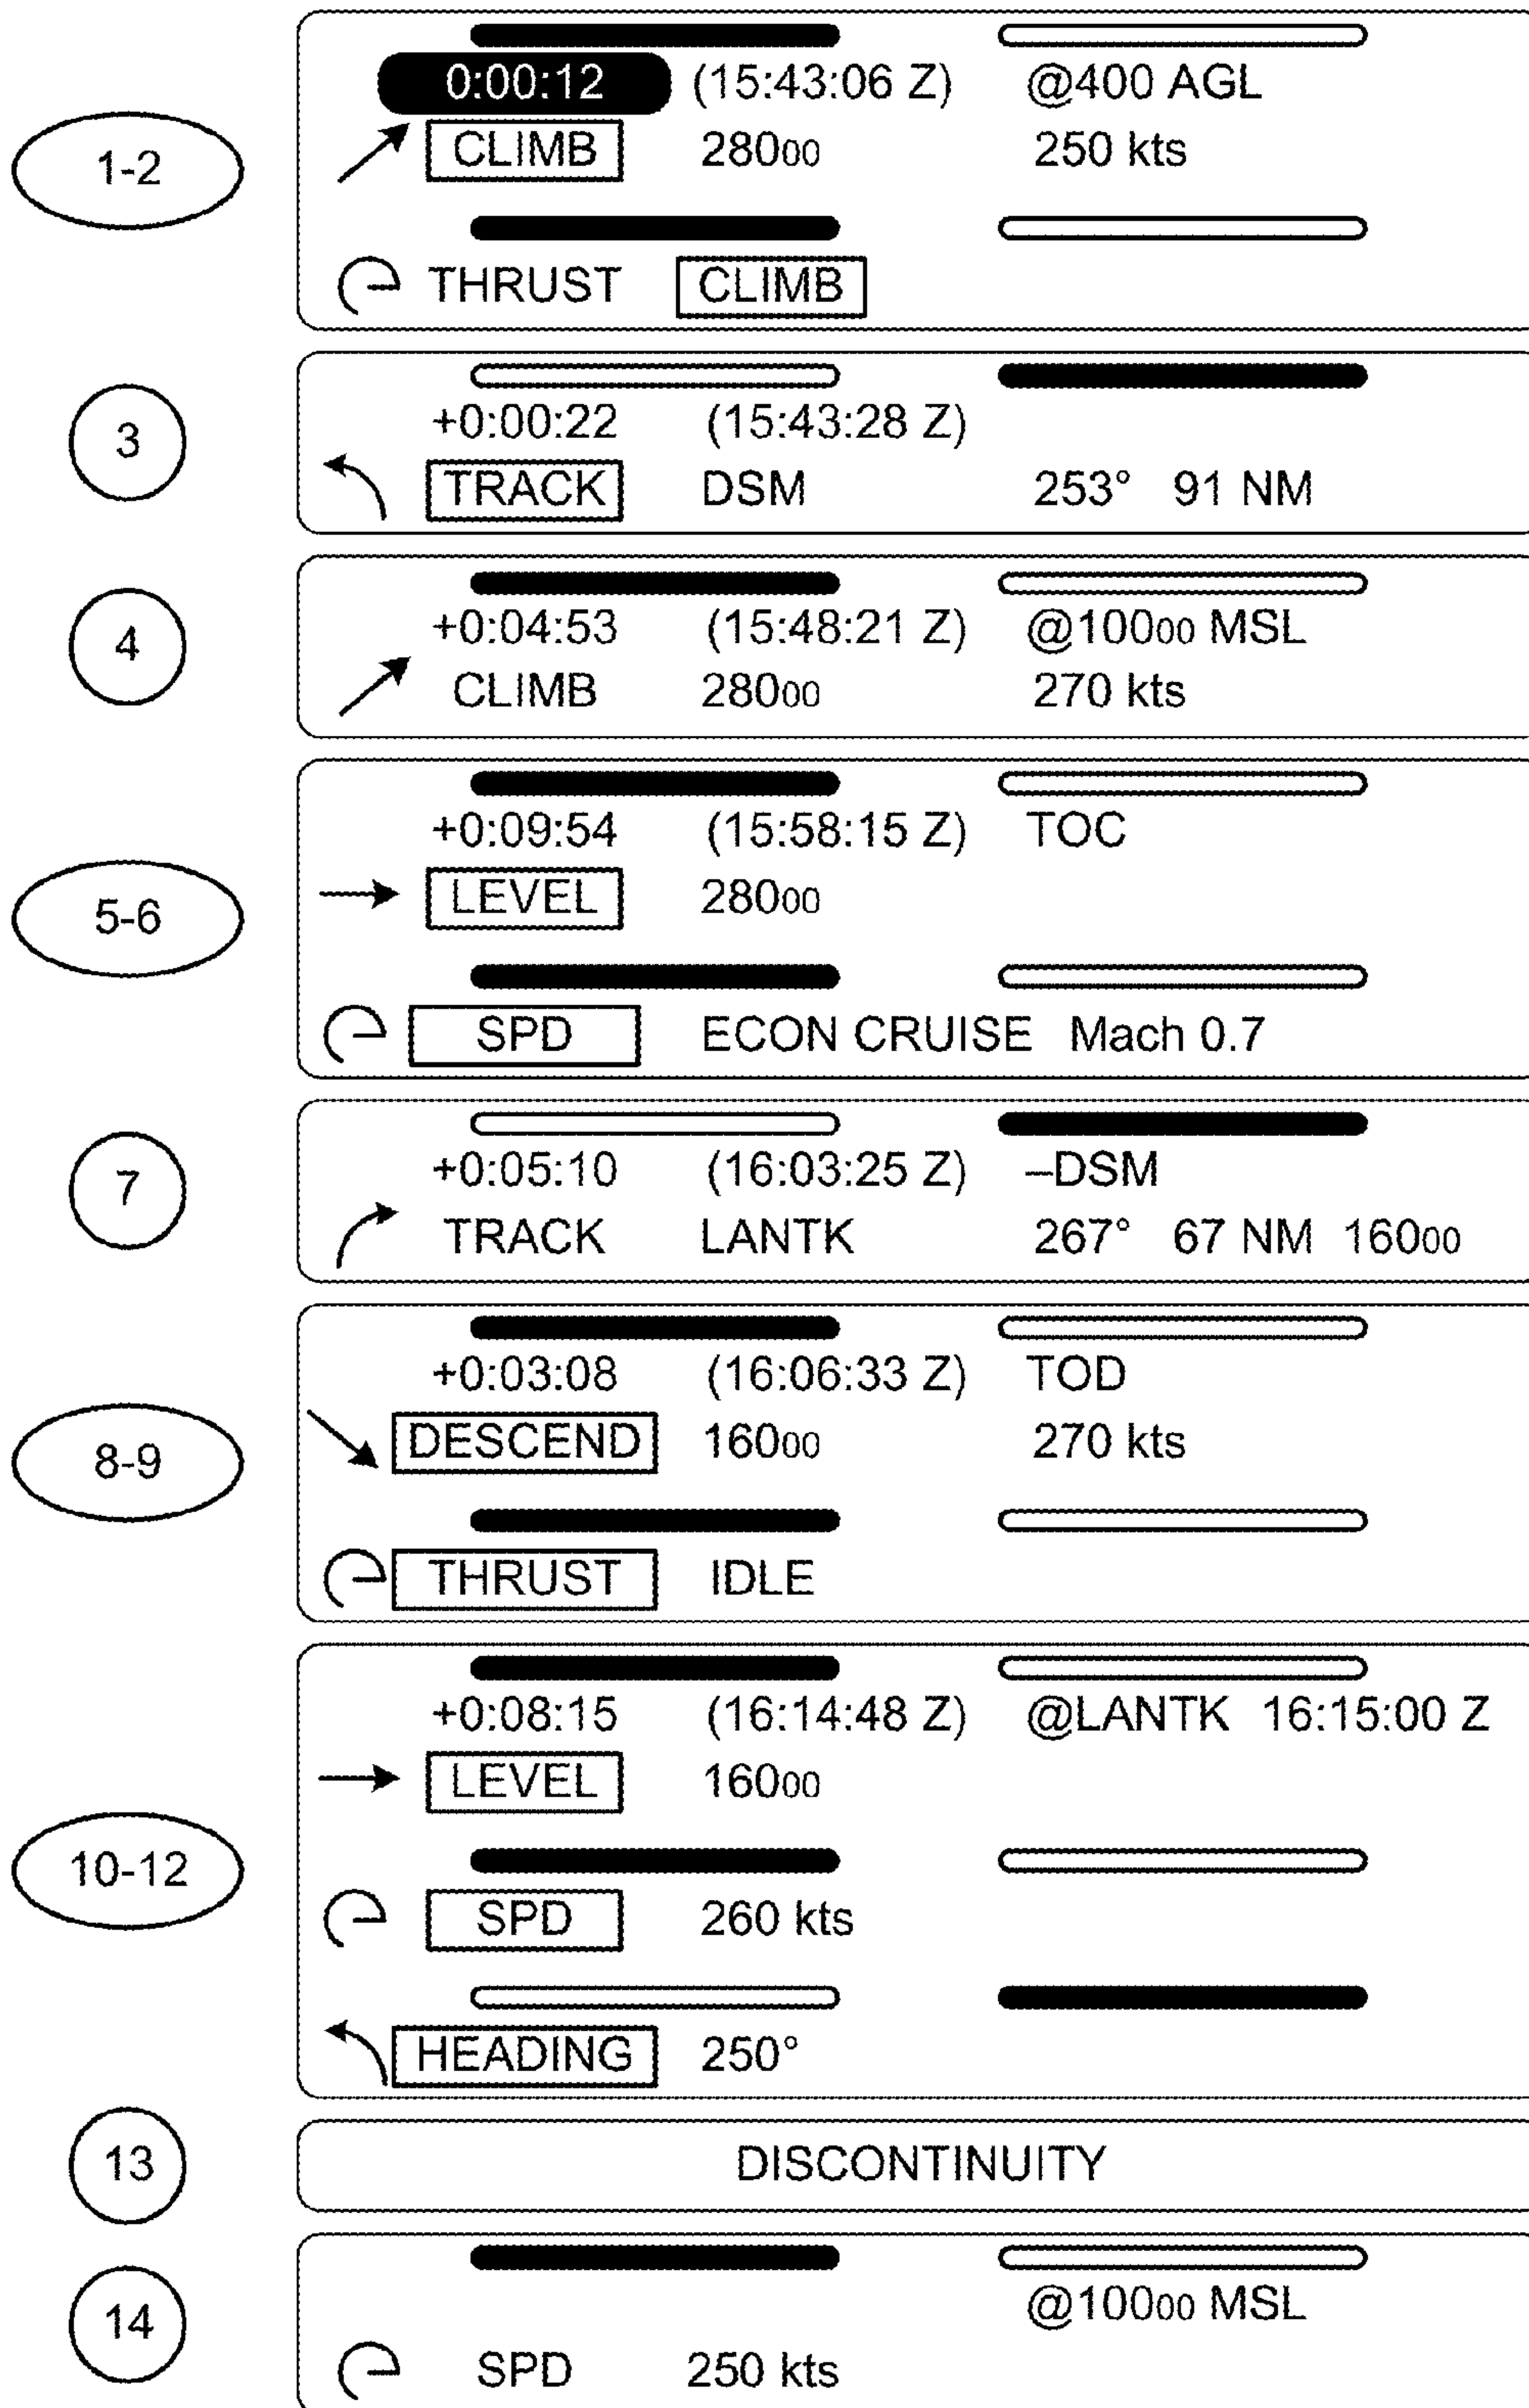 0:00:12 (15:43:06 Z) @400 AGL
1-2
CLIMB 28000 250 kts
THRUST CLIMB
+0:00:22 (15:43:28 Z)
3
TRACK DSM 253° 91 NM
+0:04:53 (15:48:21 Z) @10000 MSL
4
CLIMB 28000 270 kts
+0:09:54 (15:58:15 Z) TOC
LEVEL 28000
5-6
SPD ECON CRUISE Mach 0.7
+0:05:10 (16:03:25 Z) –DSM
7
TRACK LANTK 267° 67 NM 16000
+0:03:08 (16:06:33 Z) TOD
DESCEND 16000 270 kts
8-9
THRUST IDLE
+0:08:15 (16:14:48 Z) @LANTK 16:15:00 Z
LEVEL 16000
10-12
SPD 260 kts
HEADING 250°
13 DISCONTINUITY
@10000 MSL
14
SPD 250 kts